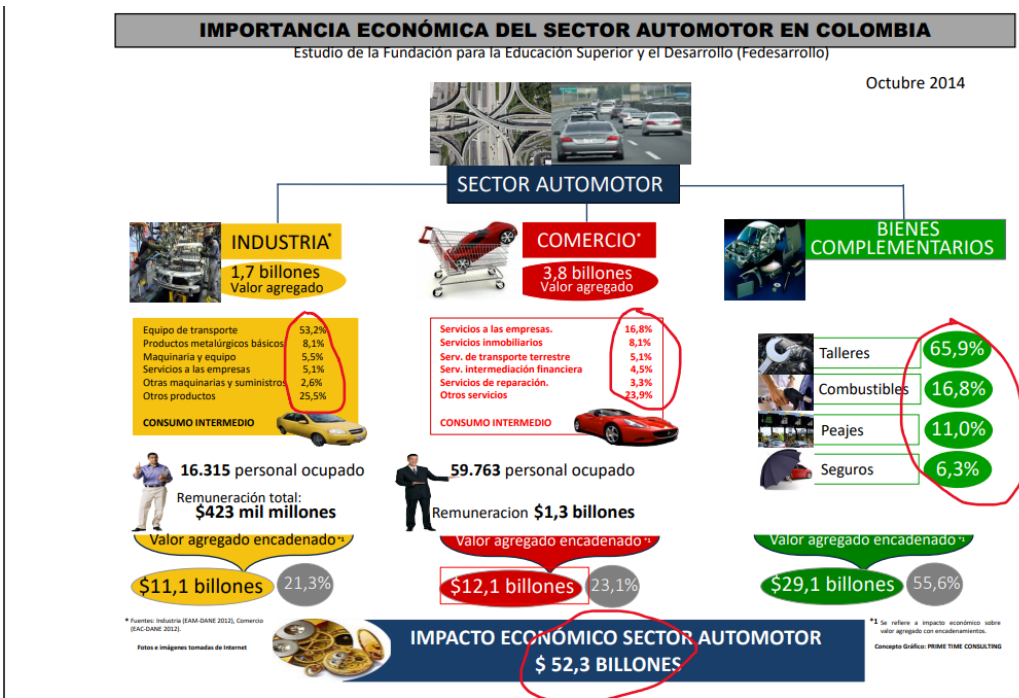 IMPORTANCIA ECONÓMICA DEL SECTOR AUTOMOTOR EN COLOMBIA
Estudio de la Fundación para la Educación Superior y el Desarrollo (Fedesarrollo)
Octubre 2014
SECTOR AUTOMOTOR
INDUSTRIA*
1,7 billones
Valor agregado
Equipo de transporte 53,2%
Productos metalúrgicos básicos 8,1%
Maquinaria y equipo 5,5%
Servicios a las empresas 5,1%
Otras maquinarias y suministros 2,6%
Otros productos 25,5%
CONSUMO INTERMEDIO
16.315 personal ocupado
Remuneración total:
$423 mil millones
Valor agregado encadenado*1
$11,1 billones 21,3%
COMERCIO*
3,8 billones
Valor agregado
Servicios a las empresas. 16,8%
Servicios inmobiliarios 8,1%
Serv. de transporte terrestre 5,1%
Serv. intermediación financiera 4,5%
Servicios de reparación. 3,3%
Otros servicios 23,9%
CONSUMO INTERMEDIO
59.763 personal ocupado
Remuneracion $1,3 billones
Valor agregado encadenado*1
$12,1 billones 23,1%
BIENES
COMPLEMENTARIOS
Talleres 65,9%
Combustibles 16,8%
Peajes 11,0%
Seguros 6,3%
Valor agregado encadenado*1
$29,1 billones 55,6%
* Fuentes: Industria (EAM-DANE 2012), Comercio
(EAC-DANE 2012).
Fotos e imágenes tomadas de Internet
IMPACTO ECONÓMICO SECTOR AUTOMOTOR
$ 52,3 BILLONES
*1 Se refiere a impacto económico sobre
valor agregado con encadenamientos.
Concepto Gráfico: PRIME TIME CONSULTING